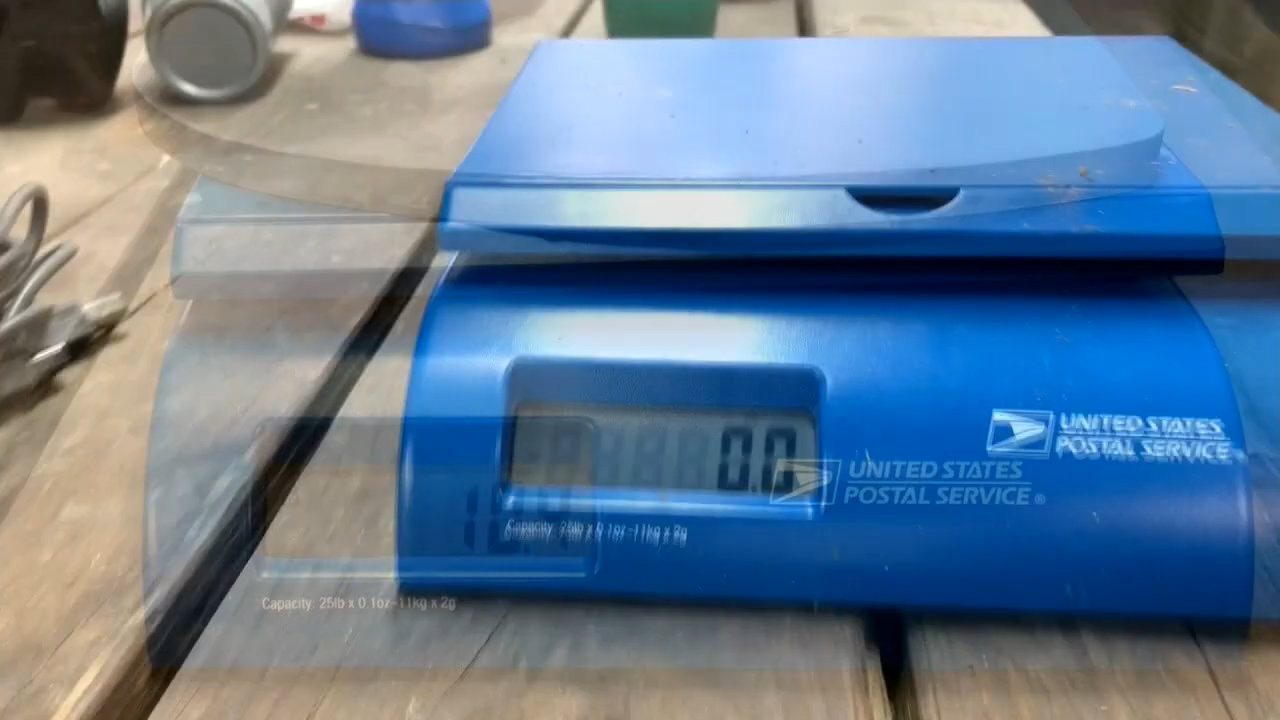 0.0
UNITED STATES
POSTAL SERVICE
UNITED STATES
POSTAL SERVICE®
Capacity: 25lb x 0.1oz-11kg x 2g
Capacity: 25lb x 0.1oz-11kg x 2g